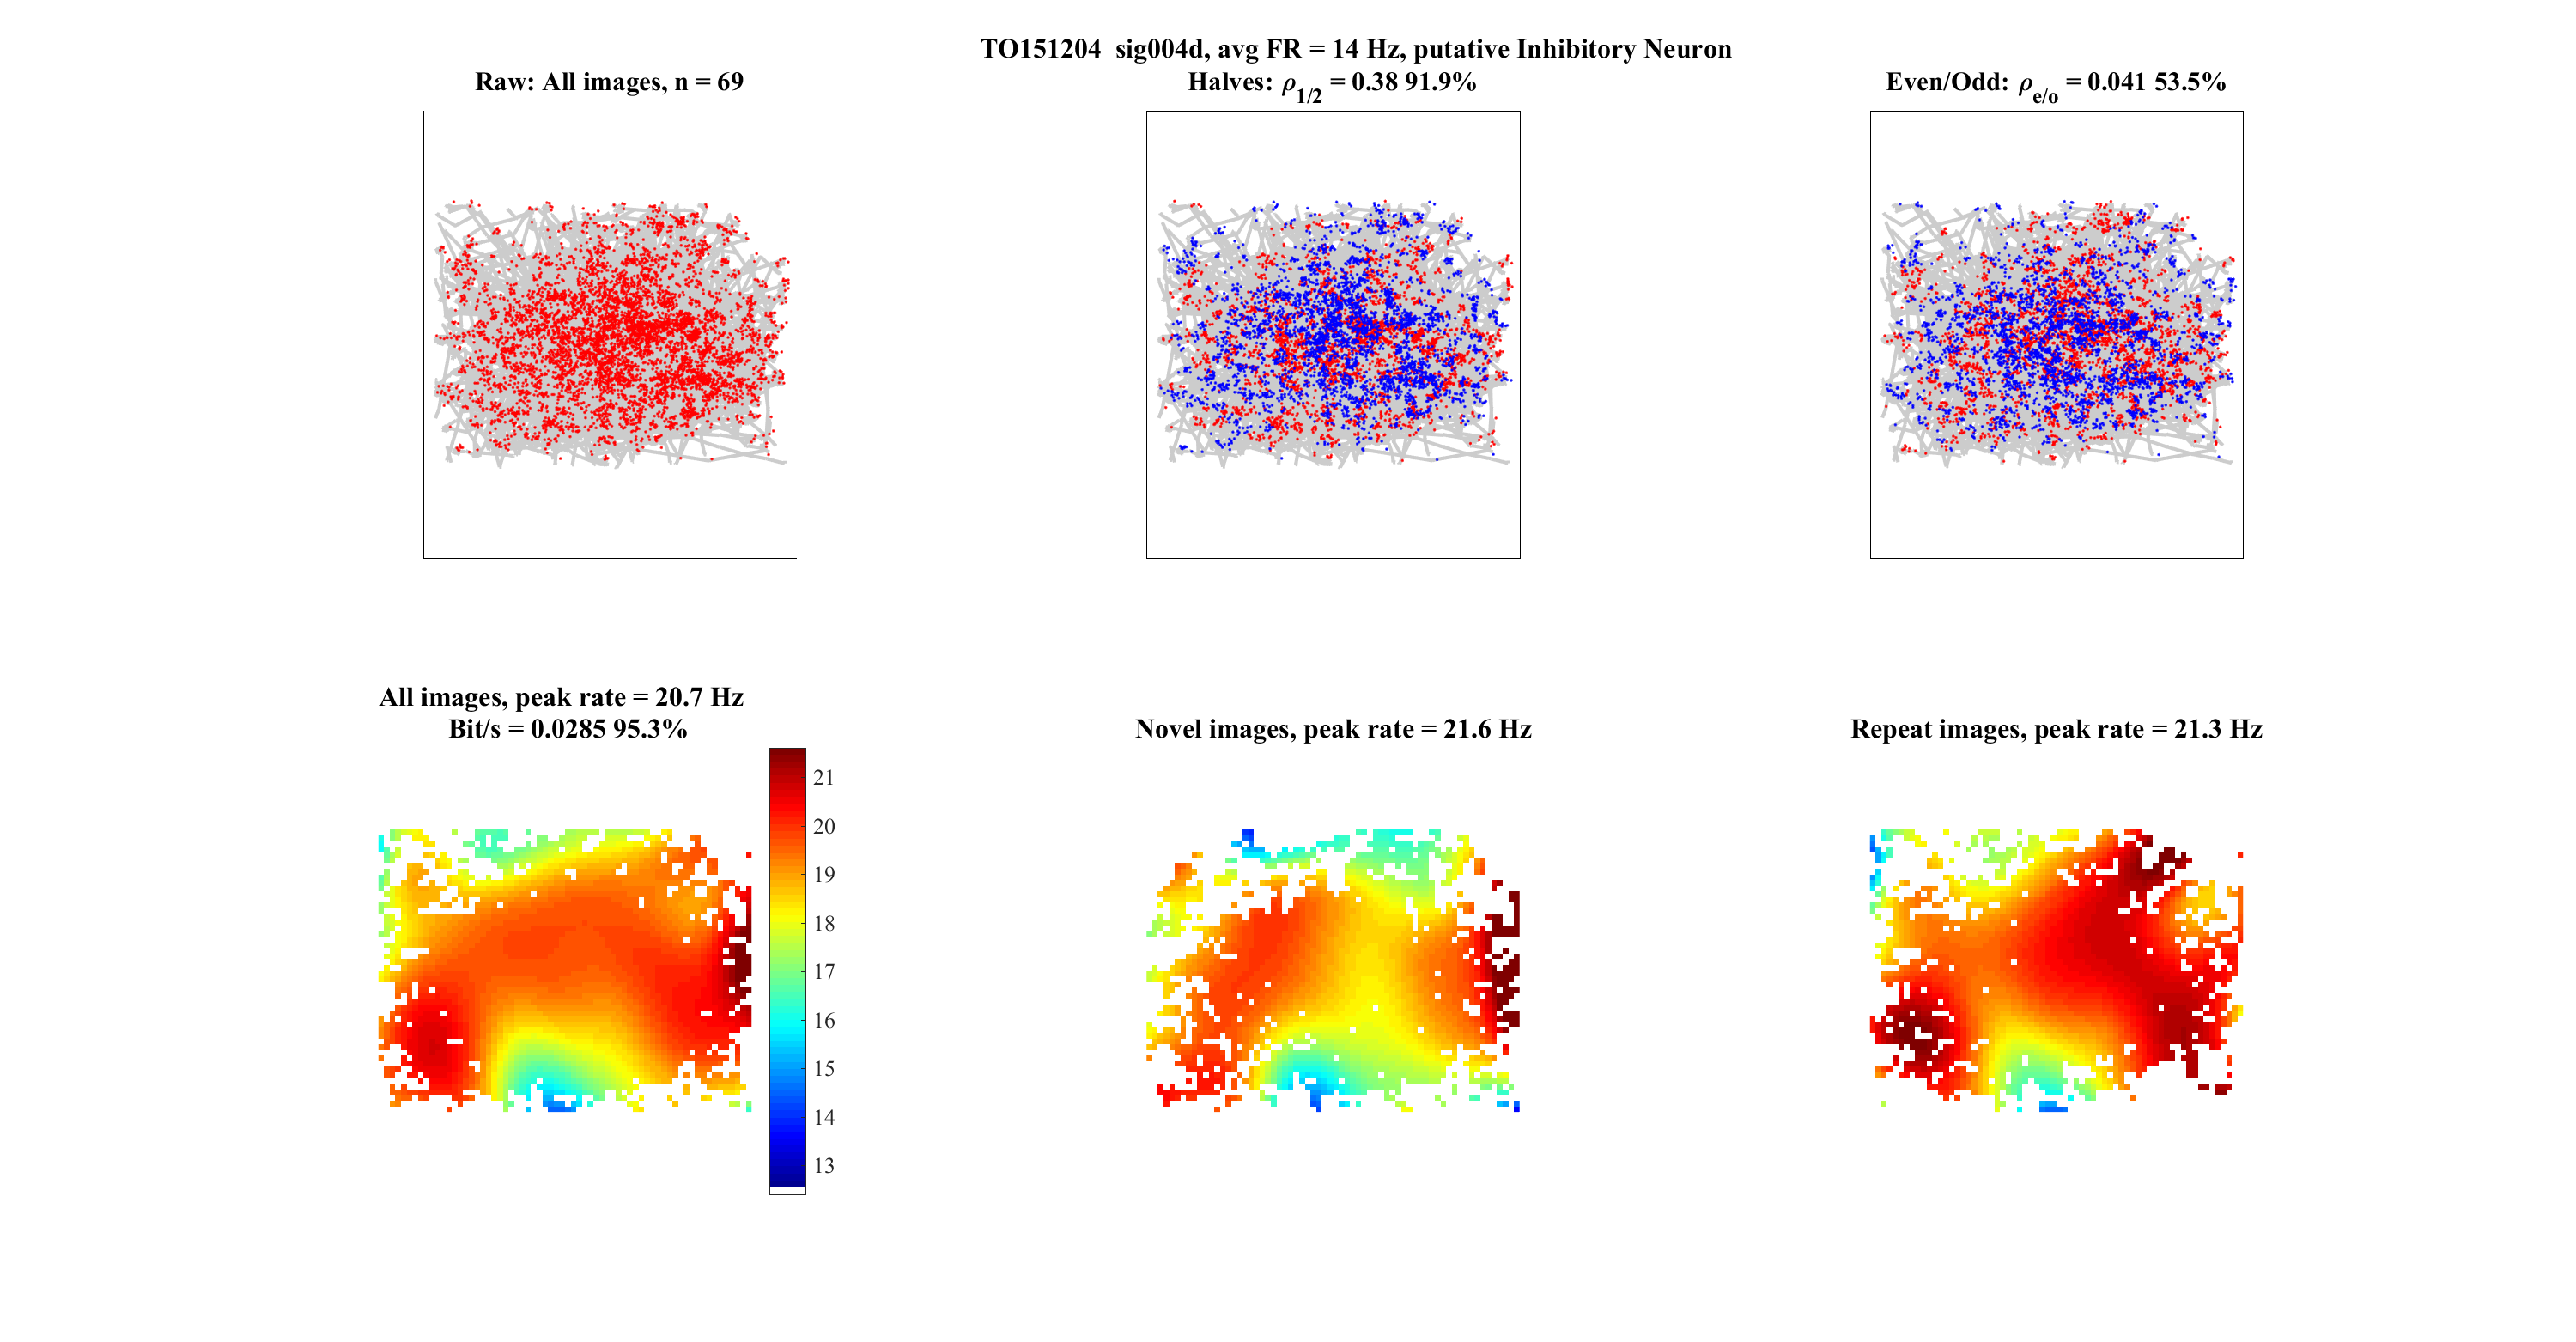 TO151204 sig004d, avg FR = 14 Hz, putative Inhibitory Neuron
Raw: All images, n = 69
Halves: ρ1/2 = 0.38 91.9%
Even/Odd: ρe/o = 0.041 53.5%
All images, peak rate = 20.7 Hz
Bit/s = 0.0285 95.3%
21
20
19
18
17
16
15
14
13
Novel images, peak rate = 21.6 Hz
Repeat images, peak rate = 21.3 Hz